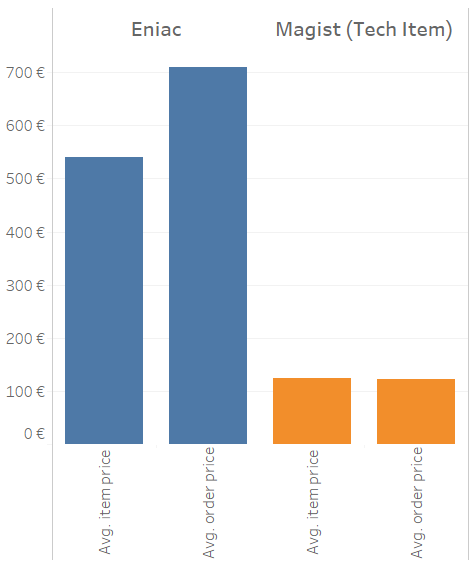 Eniac
Magist (Tech Item)
700 €
600 €
500 €
400 €
300 €
200 €
100 €
0 €
Avg. item price
Avg. order price
Avg. item price
Avg. order price